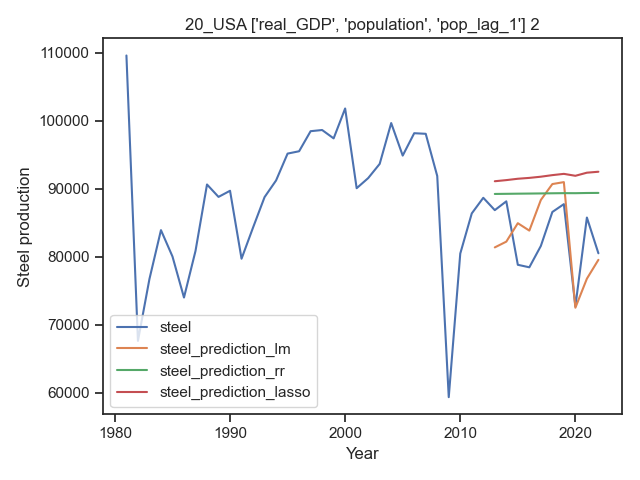 20_USA ['real_GDP', 'population', 'pop_lag_1'] 2
110000
100000
90000
80000
70000
60000
Steel production
steel
steel_prediction_lm
steel_prediction_rr
steel_prediction_lasso
1980
1990
2000
2010
2020
Year